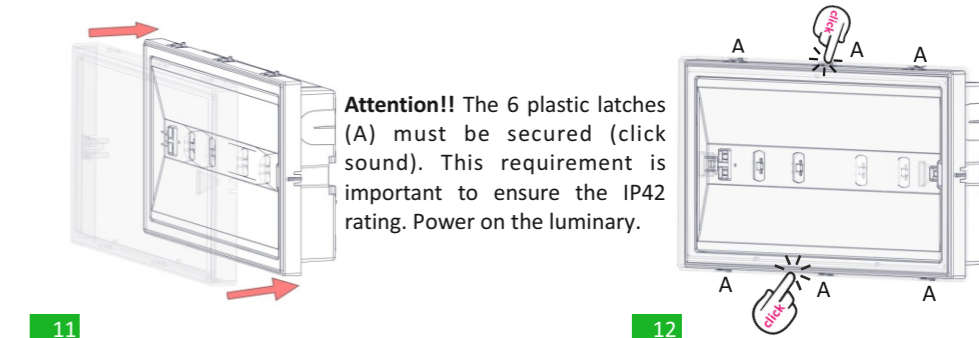 Attention!! The 6 plastic latches
(A) must be secured (click
sound). This requirement is
important to ensure the IP42
rating. Power on the luminary.
11
click
A
A
A
A
A
A
click
12